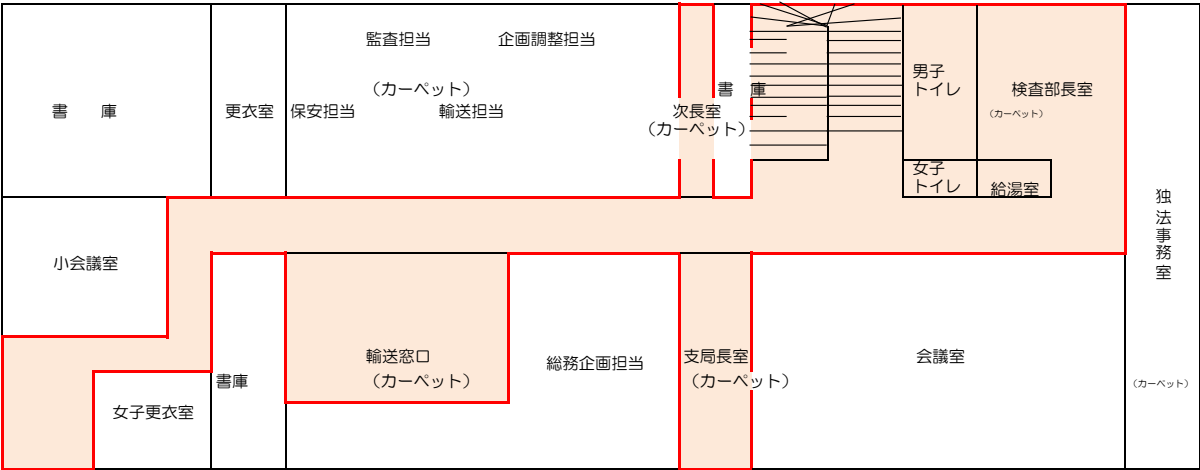 監査担当
企画調整担当
書　庫
更衣室
（カーペット）
保安担当
輸送担当
次長室
（カーペット）
書　庫
男子
トイレ
検査部長室
（カーペット）
女子
トイレ
給湯室
独法事務室
（カーペット）
小会議室
輸送窓口
（カーペット）
総務企画担当
支局長室
（カーペット）
会議室
書庫
女子更衣室